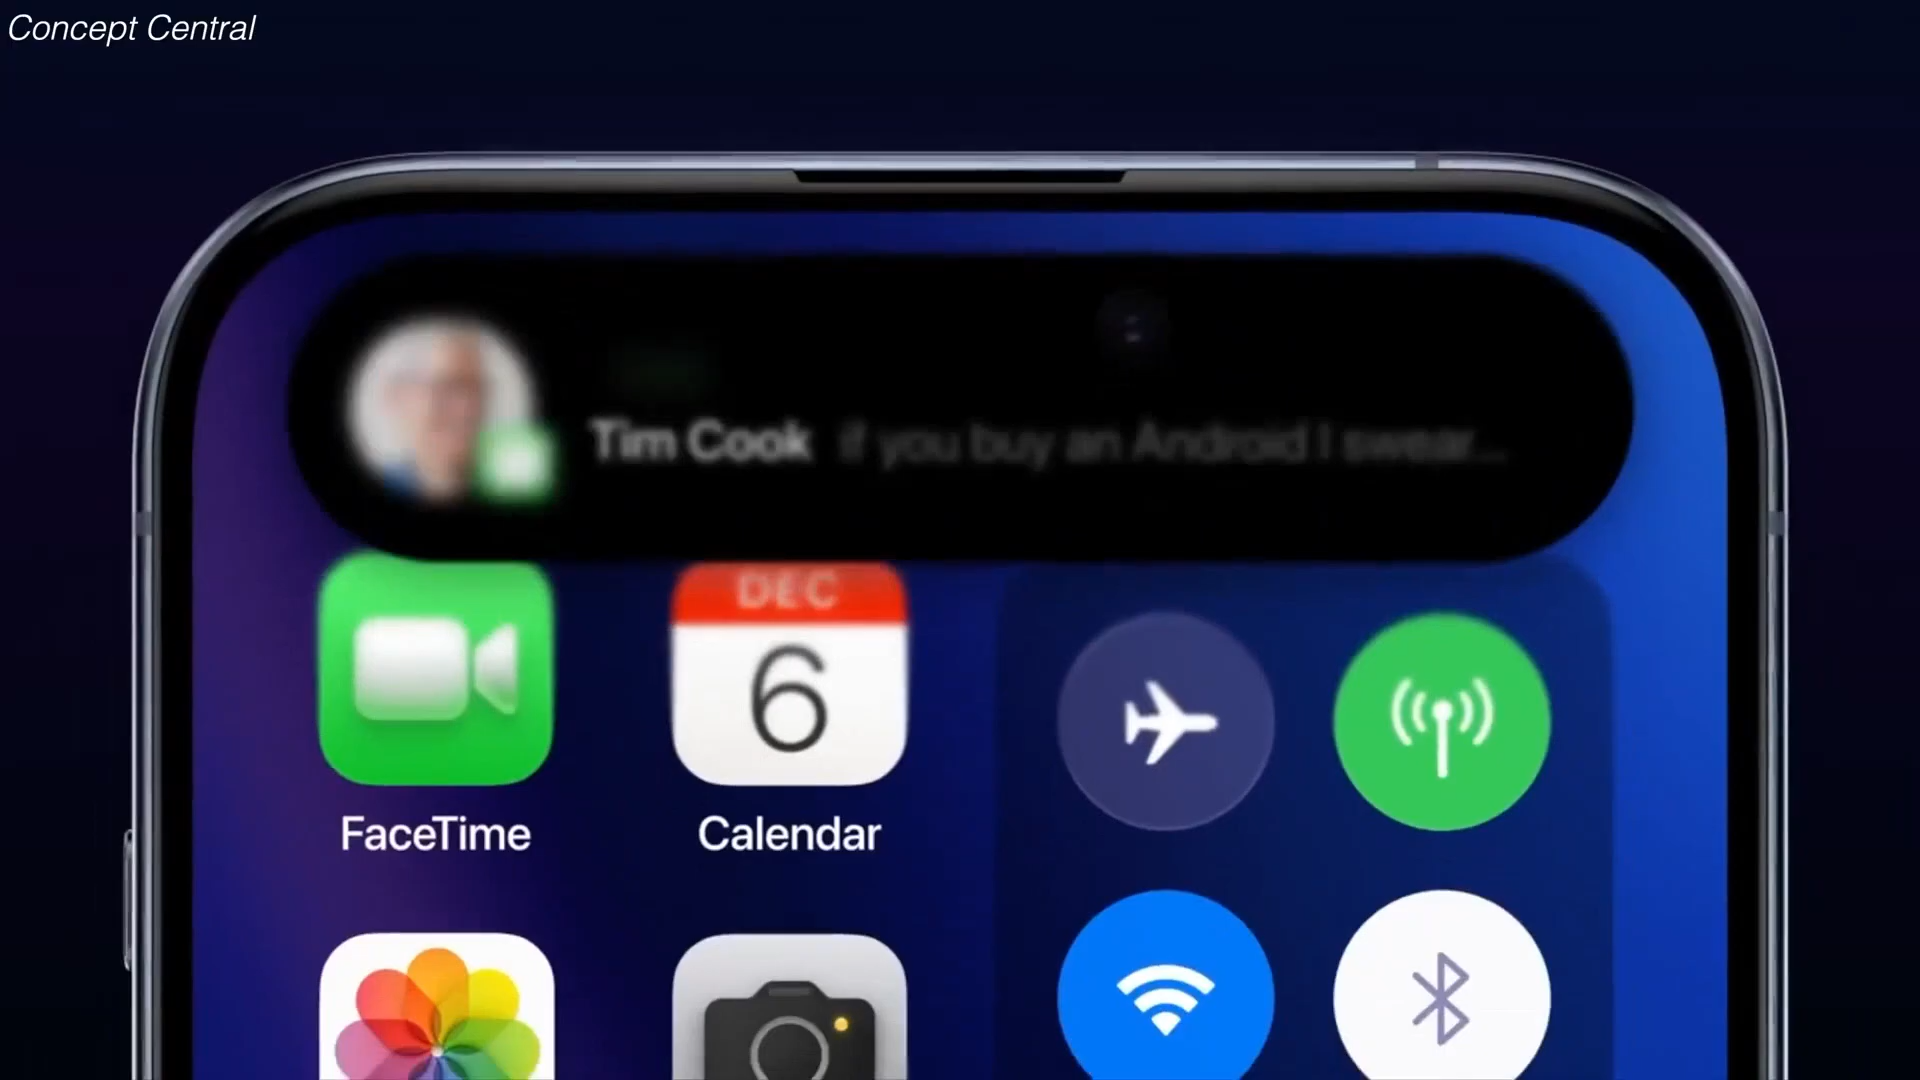 Concept Central
Tim Cook If you buy an Android I swear...
DEC
6
FaceTime
Calendar